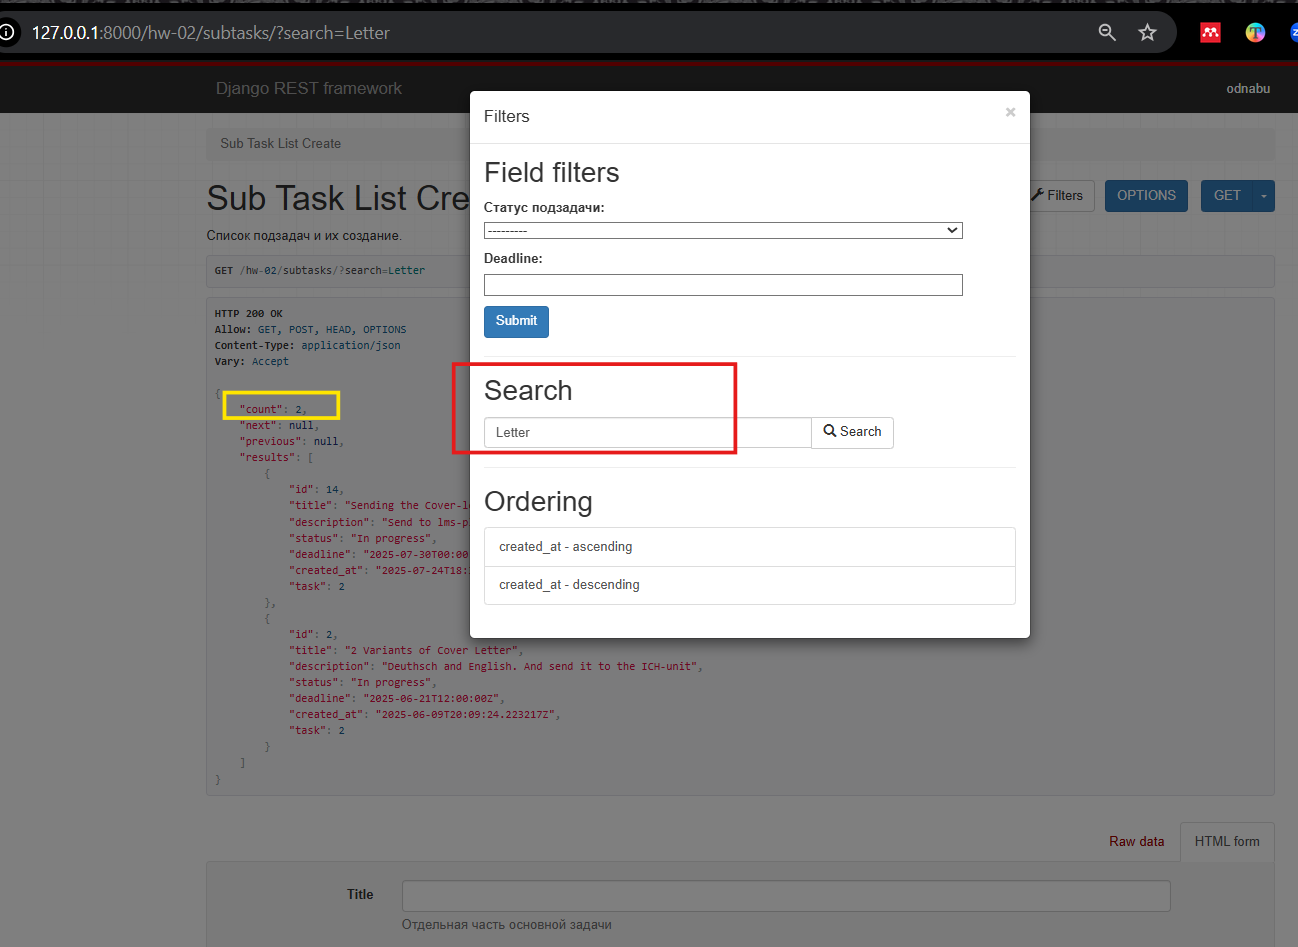 127.0.0.1:8000/hw-02/subtasks/?search=Letter
Django REST framework
odnabu
Sub Task List Create
Sub Task List Cre
Filters
OPTIONS
GET
Список подзадач и их создание.
GET /hw-02/subtasks/?search=Letter
HTTP 200 OK
Allow: GET, POST, HEAD, OPTIONS
Content-Type: application/json
Vary: Accept
{
"count": 2,
"next": null,
"previous": null,
"results": [
{
"id": 14,
"title": "Sending the Cover-l
"description": "Send to lms-p
"status": "In progress",
"deadline": "2025-07-30T00:00
"created_at": "2025-07-24T18:
"task": 2
},
{
"id": 2,
"title": "2 Variants of Cover Letter",
"description": "Deuthsch and English. And send it to the ICH-unit",
"status": "In progress",
"deadline": "2025-06-21T12:00:00Z",
"created_at": "2025-06-09T20:09:24.223217Z",
"task": 2
}
]
}
Filters
×
Field filters
Статус подзадачи:
---------
Deadline:
Submit
Search
Letter
Search
Ordering
created_at - ascending
created_at - descending
Raw data
HTML form
Title
Отдельная часть основной задачи